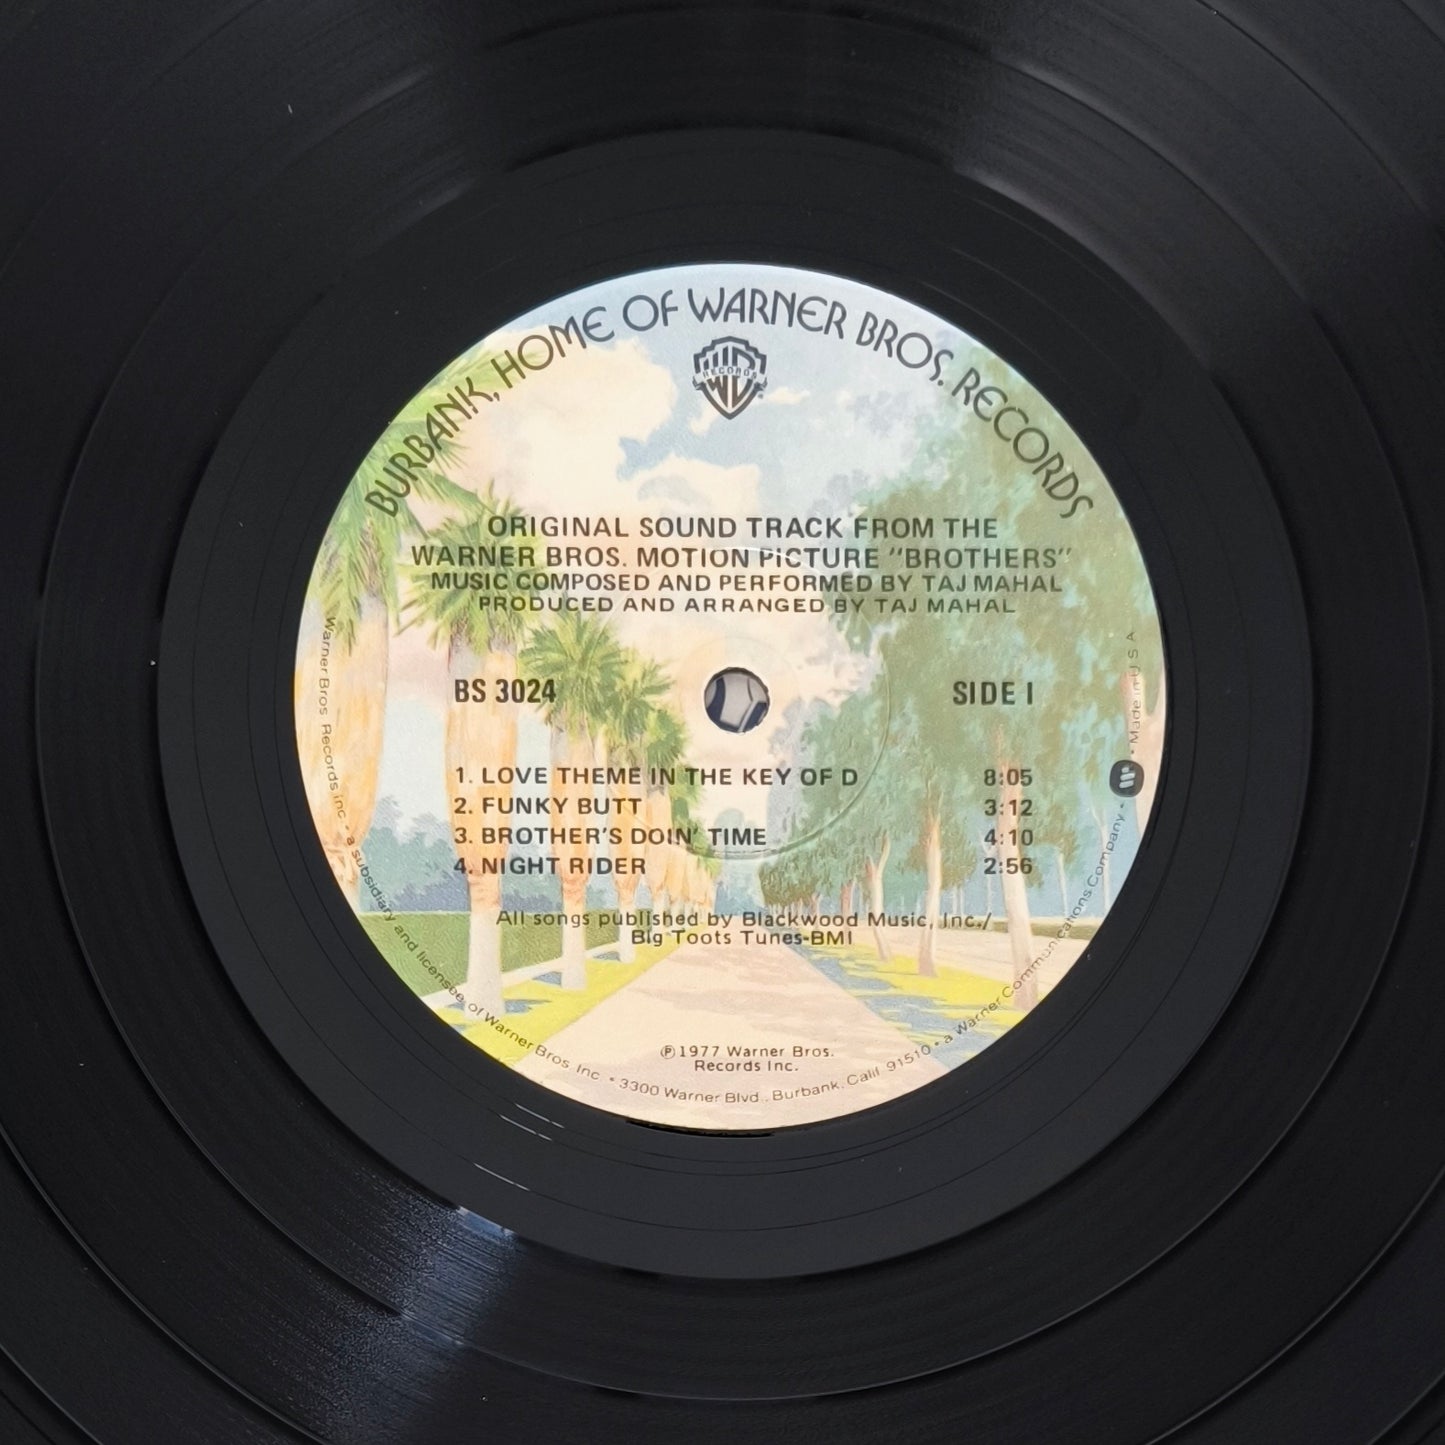 BURBANK, HOME OF WARNER BROS. RECORDS
WB
RECORDS
ORIGINAL SOUND TRACK FROM THE
WARNER BROS. MOTION PICTURE "BROTHERS"
MUSIC COMPOSED AND PERFORMED BY TAJ MAHAL
PRODUCED AND ARRANGED BY TAJ MAHAL
BS 3024 SIDE I
1. LOVE THEME IN THE KEY OF D 8:05
2. FUNKY BUTT 3:12
3. BROTHER'S DOIN' TIME 4:10
4. NIGHT RIDER 2:56
All songs published by Blackwood Music, Inc./
Big Toots Tunes-BMI
℗1977 Warner Bros.
Records Inc.
Warner Bros Records Inc. • a subsidiary and licensee of Warner Bros. Inc. • 3300 Warner Blvd., Burbank, Calif. 91510 • a Warner Communications Company • W • Made in U S A